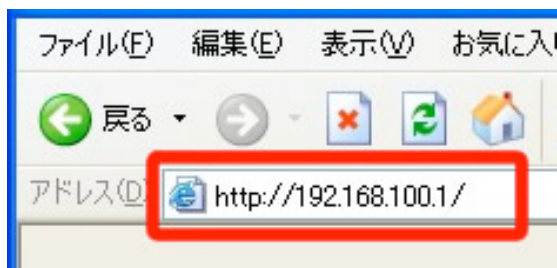 ファイル(F) 編集(E) 表示(V) お気に入
戻る
アドレス(D) http://192.168.100.1/